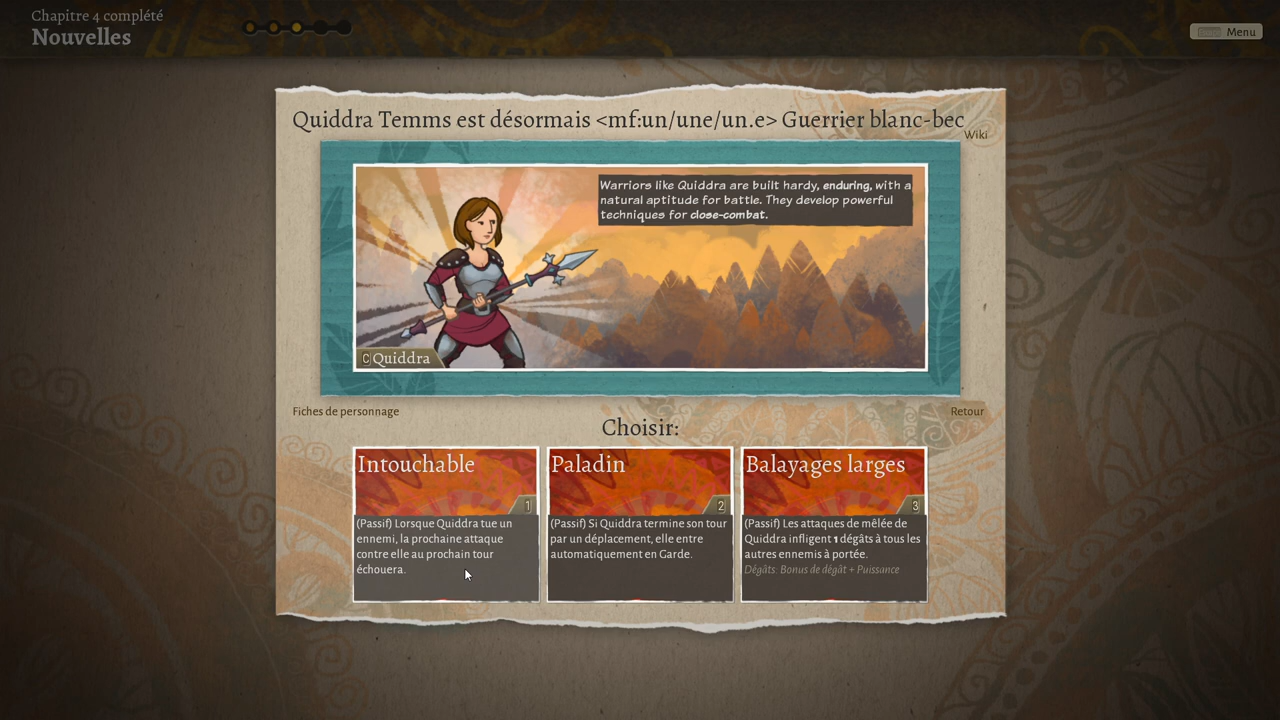 Chapitre 4 complété
Nouvelles
Menu
Quiddra Temms est désormais <mf:un/une/un.e> Guerrier blanc-bec
Wiki
Warriors like Quiddra are built hardy, enduring, with a
natural aptitude for battle. They develop powerful
techniques for close-combat.
C Quiddra
Fiches de personnage
Retour
Choisir:
Intouchable
1
(Passif) Lorsque Quiddra tue un
ennemi, la prochaine attaque
contre elle au prochain tour
échouera.
Paladin
2
(Passif) Si Quiddra termine son tour
par un déplacement, elle entre
automatiquement en Garde.
Balayages larges
3
(Passif) Les attaques de mêlée de
Quiddra infligent 1 dégâts à tous les
autres ennemis à portée.
Dégâts: Bonus de dégât + Puissance